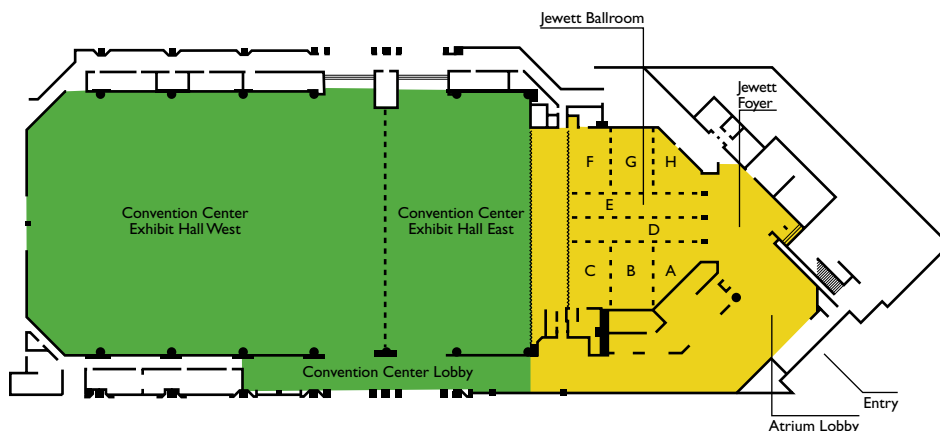 Jewett Ballroom
Jewett
Foyer
F
G
H
E
Convention Center
Exhibit Hall West
Convention Center
Exhibit Hall East
D
C
B
A
Convention Center Lobby
Entry
Atrium Lobby